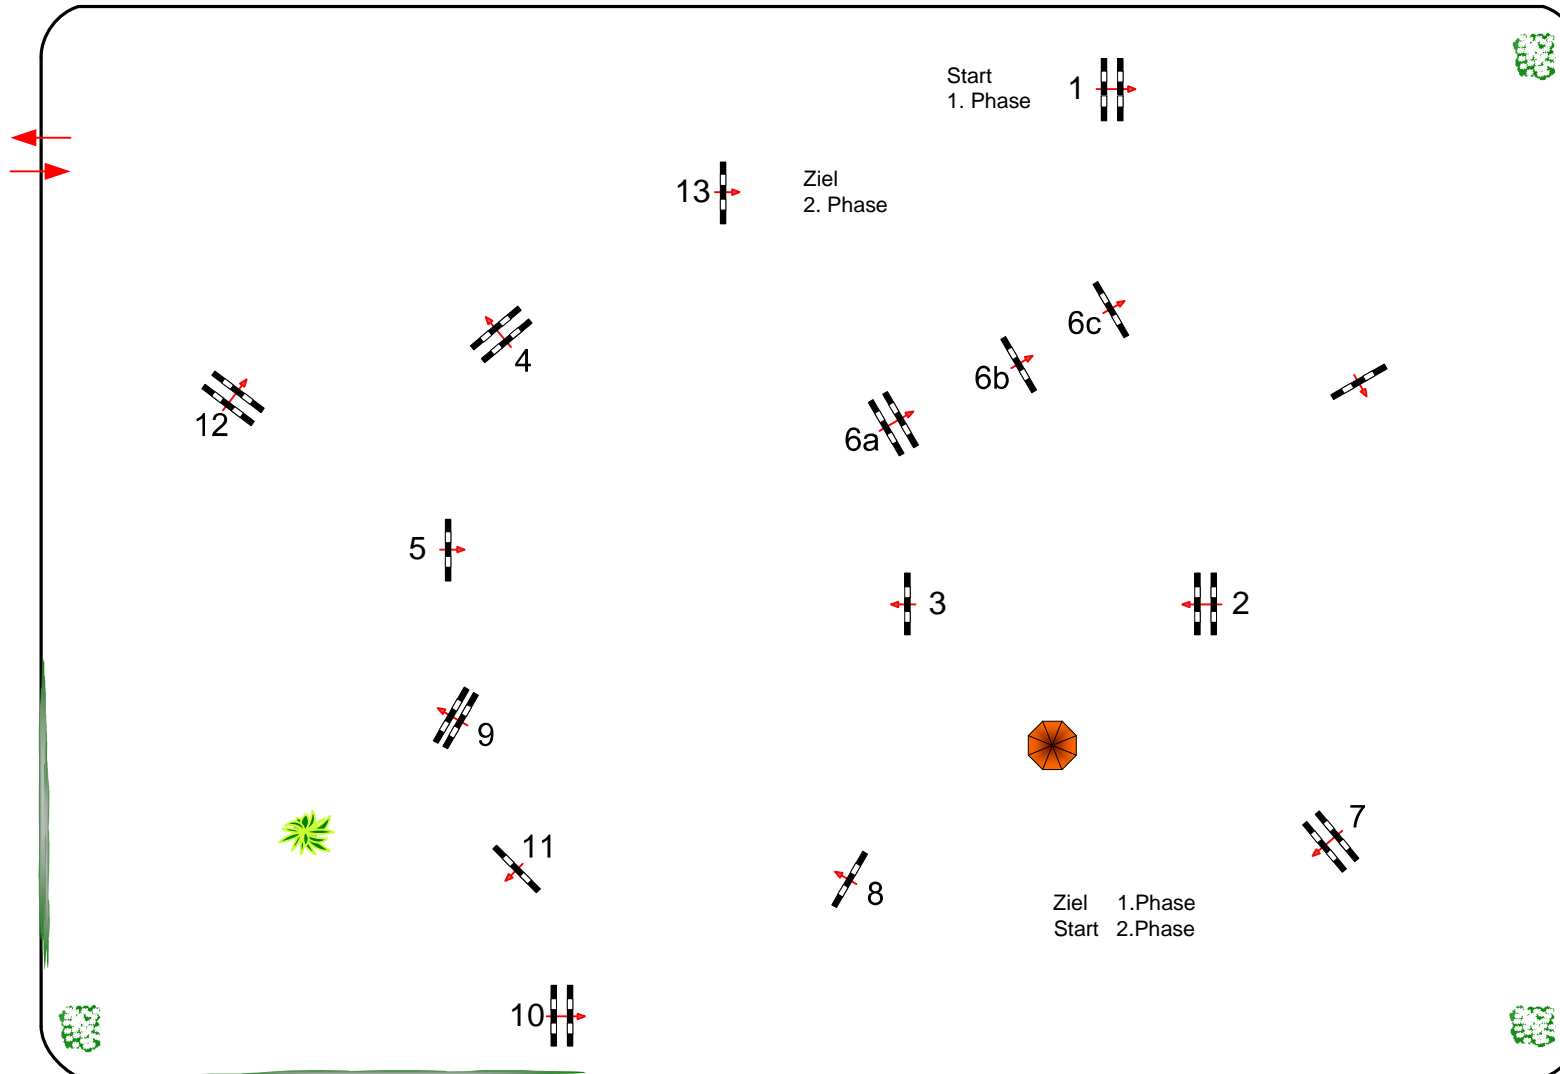 Start
1. Phase
1
13
Ziel
2. Phase
6c
4
6b
12
6a
5
3
2
9
7
11
8
Ziel 1.Phase
Start 2.Phase
10